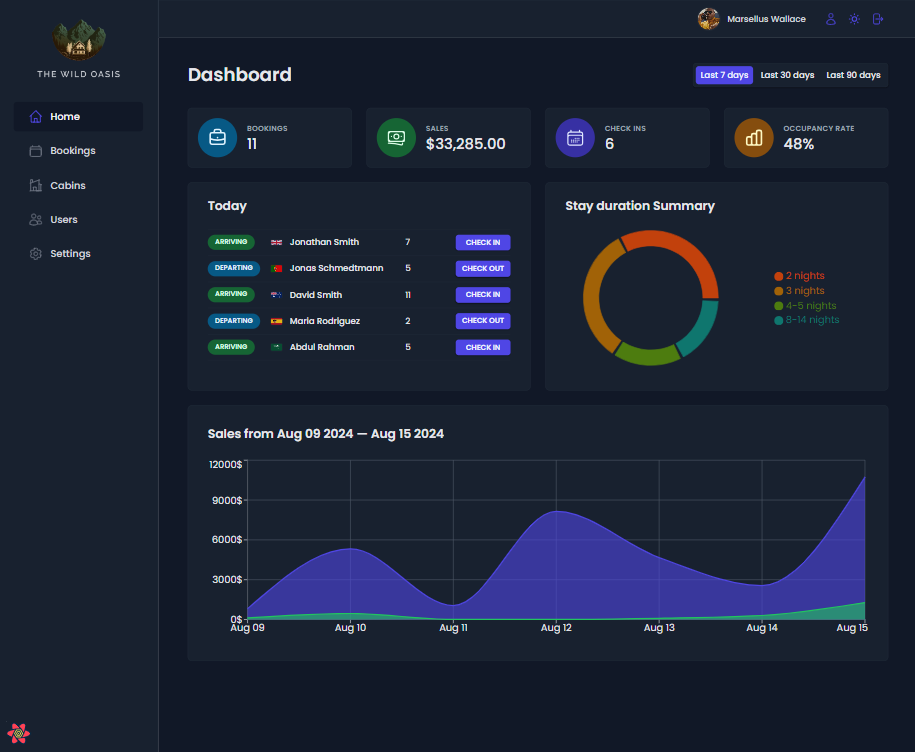 Marsellus Wallace
THE WILD OASIS
Home
Bookings
Cabins
Users
Settings
Dashboard
Last 7 days Last 30 days Last 90 days
BOOKINGS
11
SALES
$33,285.00
CHECK INS
6
OCCUPANCY RATE
48%
Today
ARRIVING Jonathan Smith 7 CHECK IN
DEPARTING Jonas Schmedtmann 5 CHECK OUT
ARRIVING David Smith 11 CHECK IN
DEPARTING Maria Rodriguez 2 CHECK OUT
ARRIVING Abdul Rahman 5 CHECK IN
Stay duration Summary
2 nights
3 nights
4-5 nights
8-14 nights
Sales from Aug 09 2024 — Aug 15 2024
12000$
9000$
6000$
3000$
0$
Aug 09 Aug 10 Aug 11 Aug 12 Aug 13 Aug 14 Aug 15